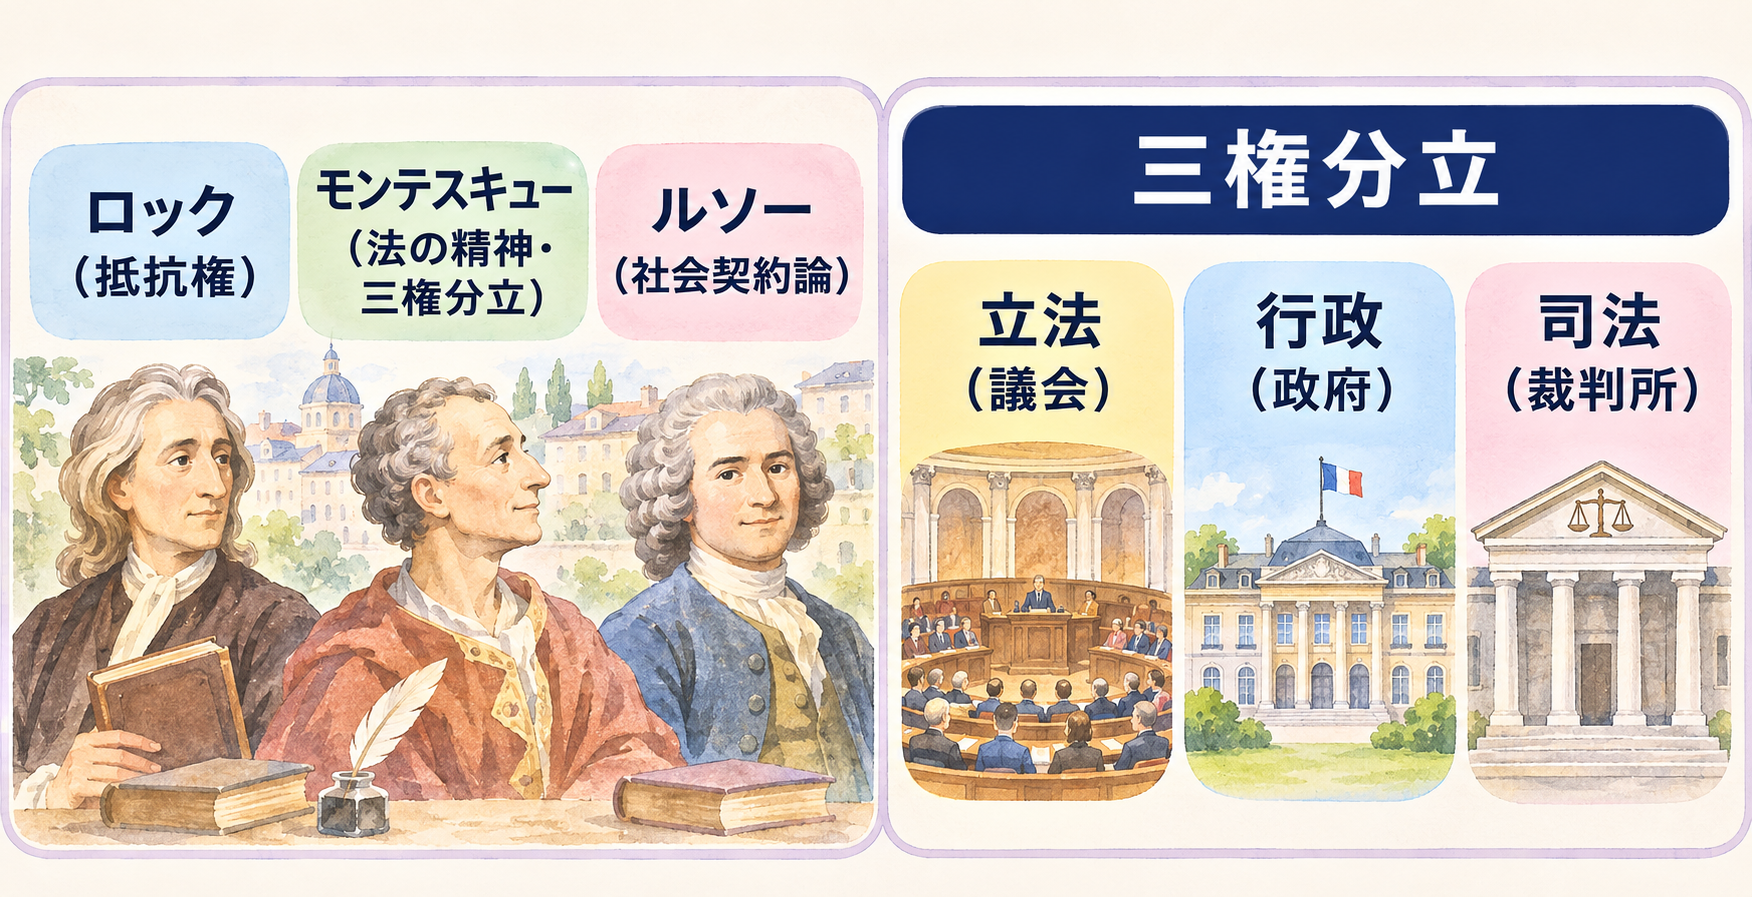 ロック
（抵抗権）
モンテスキュー
（法の精神・
三権分立）
ルソー
（社会契約論）
三権分立
立法
（議会）
行政
（政府）
司法
（裁判所）